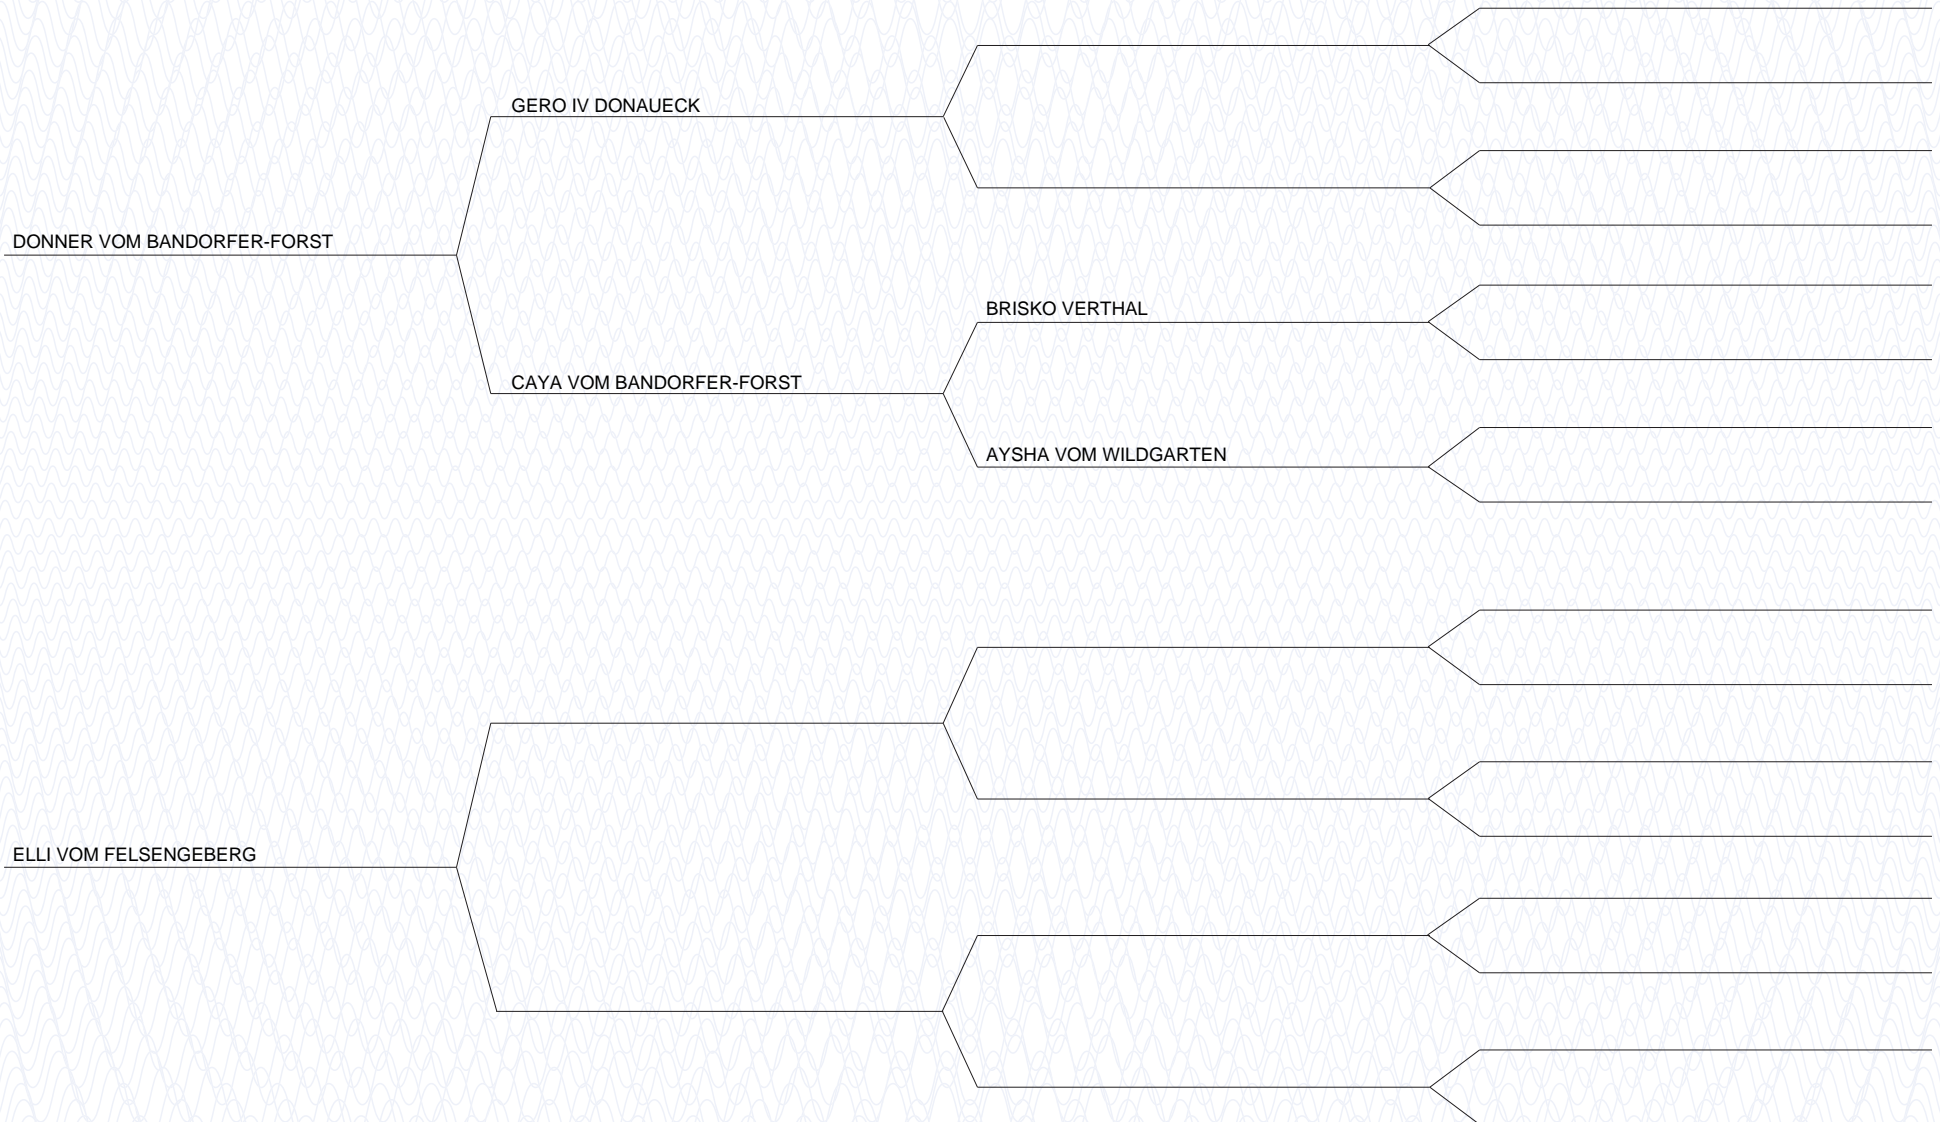 GERO IV DONAUECK
DONNER VOM BANDORFER-FORST
BRISKO VERTHAL
CAYA VOM BANDORFER-FORST
AYSHA VOM WILDGARTEN
ELLI VOM FELSENGEBERG